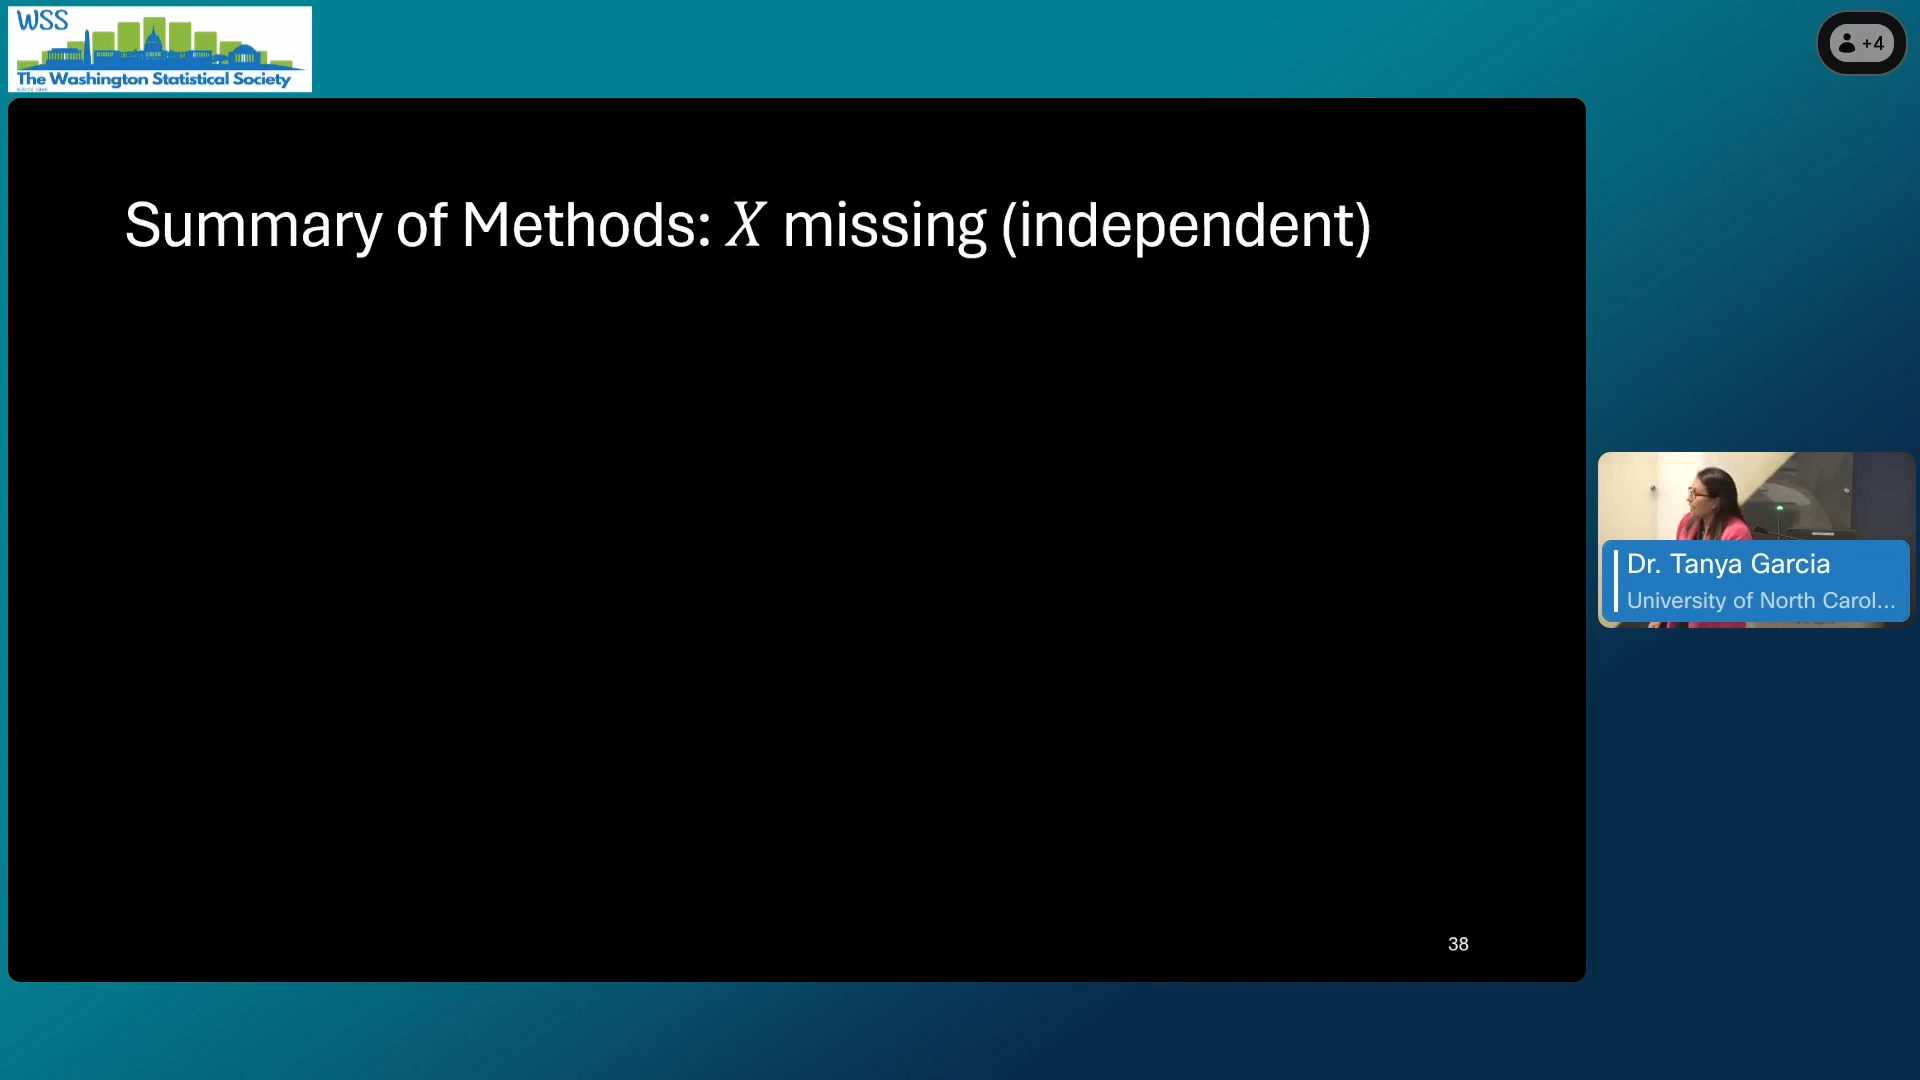 WSS
The Washington Statistical Society
+4
Summary of Methods: X missing (independent)
Dr. Tanya Garcia
University of North Carol...
38